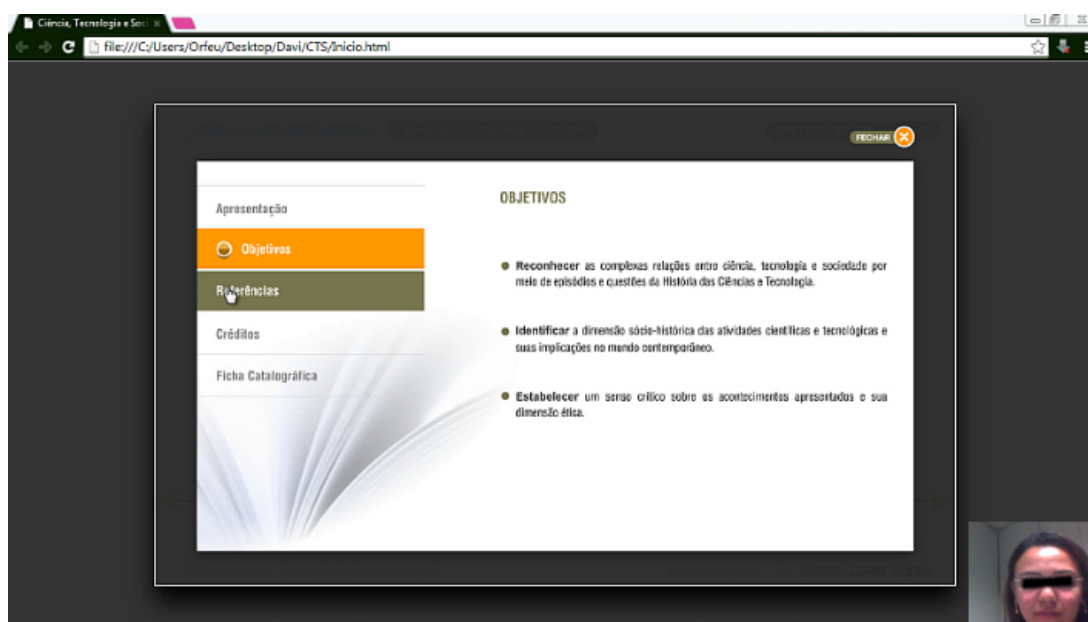 Ciência, Tecnologia e Soci
file:///C:/Users/Orfeu/Desktop/Davi/CTS/Inicio.html
FECHAR
Apresentação
Objetivos
Referências
Créditos
Ficha Catalográfica
OBJETIVOS
Reconhecer as complexas relações entre ciência, tecnologia e sociedade por
meio de episódios e questões da História das Ciências e Tecnologia.
Identificar a dimensão sócio-histórica das atividades científicas e tecnológicas e
suas implicações no mundo contemporâneo.
Estabelecer um senso crítico sobre os acontecimentos apresentados e sua
dimensão ética.